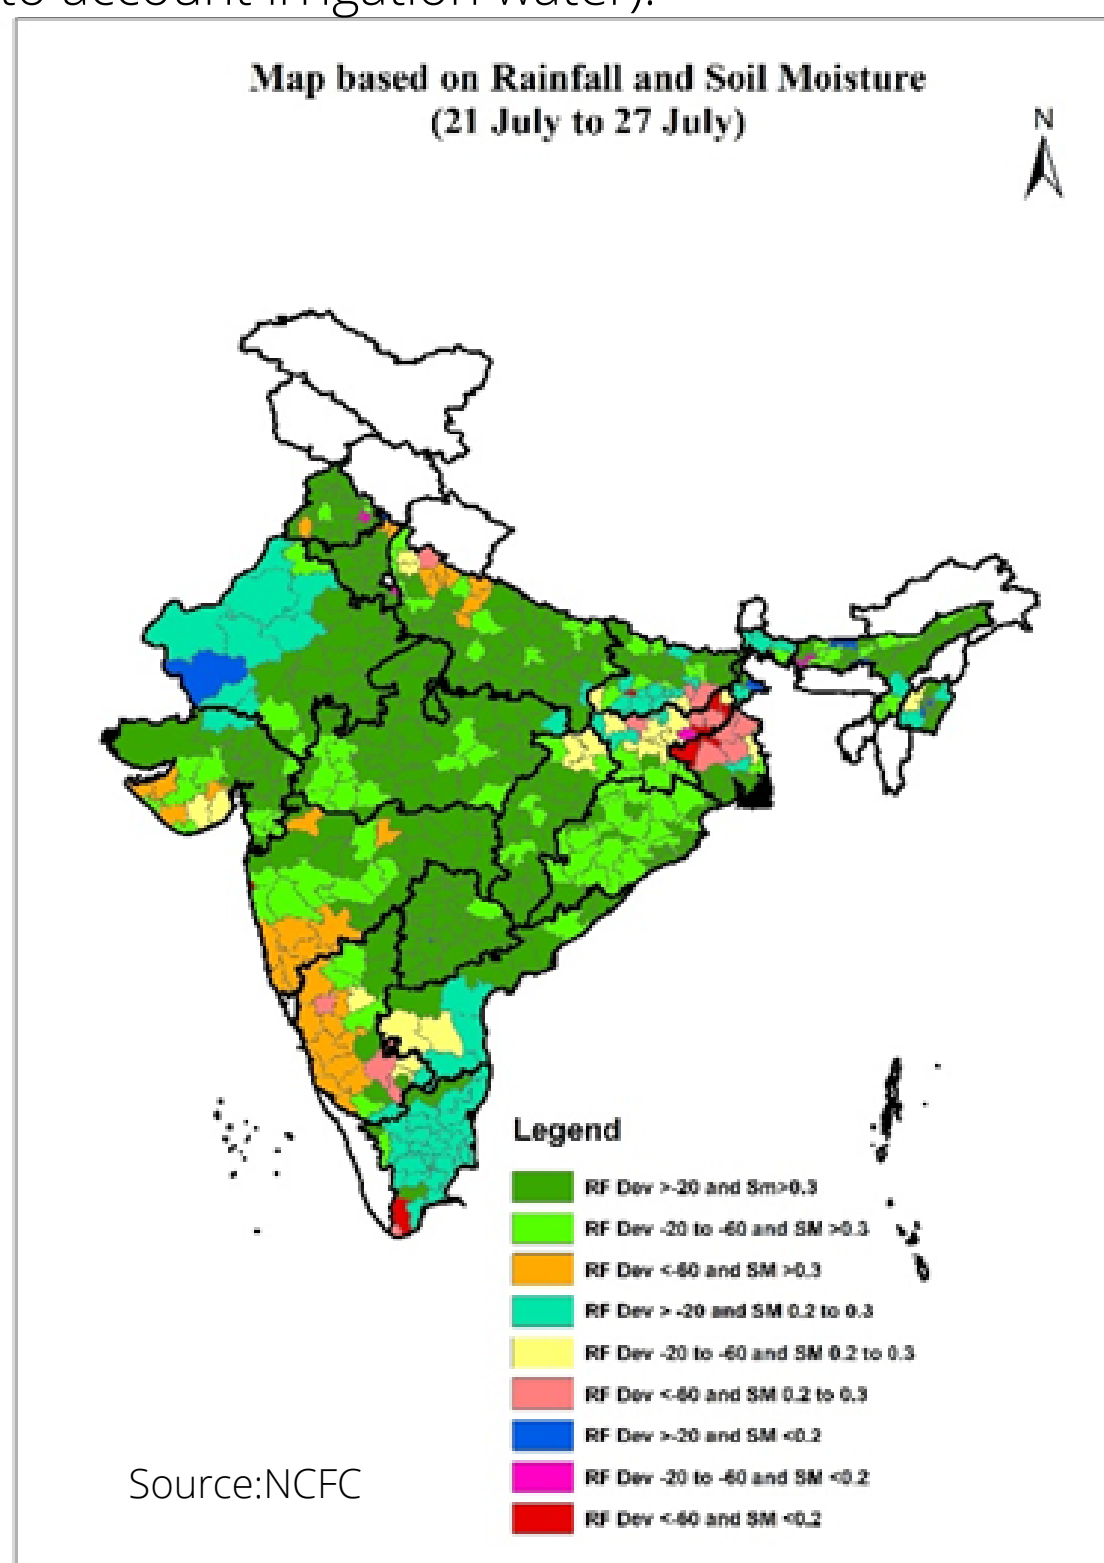 to account irrigation water).
Map based on Rainfall and Soil Moisture
(21 July to 27 July)
N
Legend
RF Dev >-20 and Sm>0.3
RF Dev -20 to -60 and SM >0.3
RF Dev <-60 and SM >0.3
RF Dev > -20 and SM 0.2 to 0.3
RF Dev -20 to -60 and SM 0.2 to 0.3
RF Dev <-60 and SM 0.2 to 0.3
RF Dev >-20 and SM <0.2
RF Dev -20 to -60 and SM <0.2
RF Dev <-60 and SM <0.2
Source:NCFC